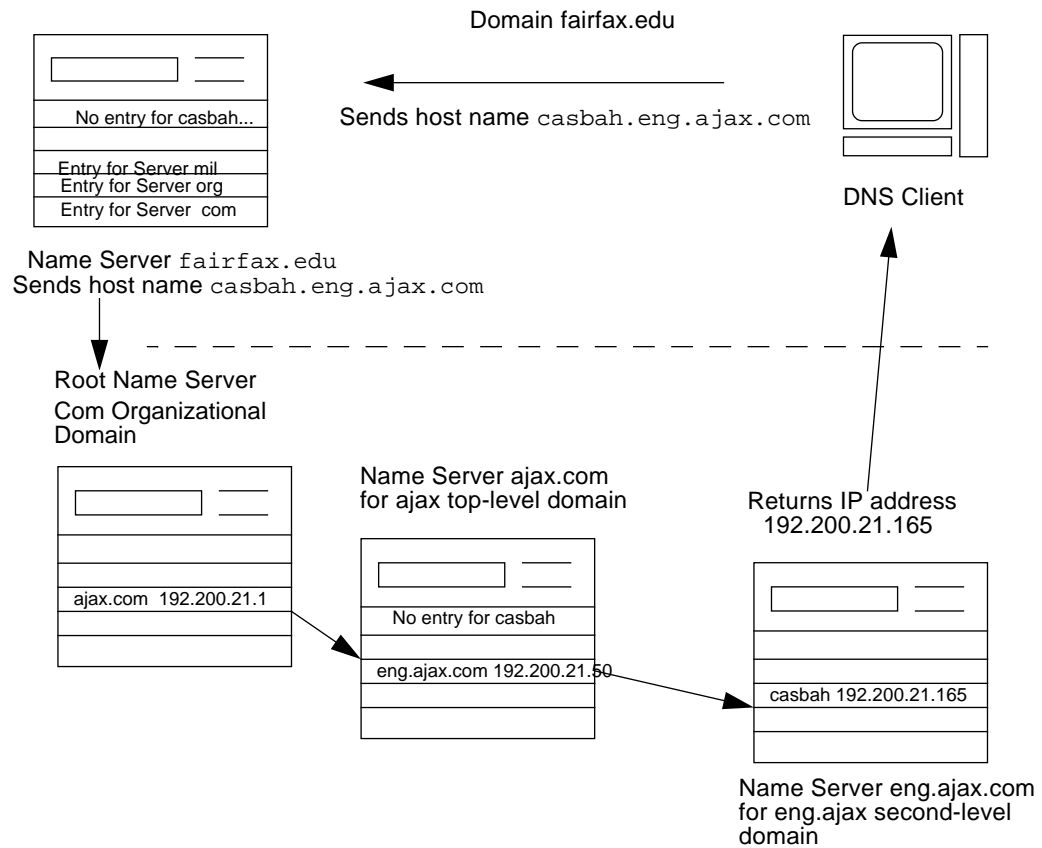 Domain fairfax.edu
No entry for casbah...
Sends host name casbah.eng.ajax.com
Entry for Server mil
Entry for Server org
Entry for Server com
DNS Client
Name Server fairfax.edu
Sends host name casbah.eng.ajax.com
Root Name Server
Com Organizational
Domain
Name Server ajax.com
for ajax top-level domain
Returns IP address
192.200.21.165
ajax.com 192.200.21.1
No entry for casbah
eng.ajax.com 192.200.21.50
casbah 192.200.21.165
Name Server eng.ajax.com
for eng.ajax second-level
domain